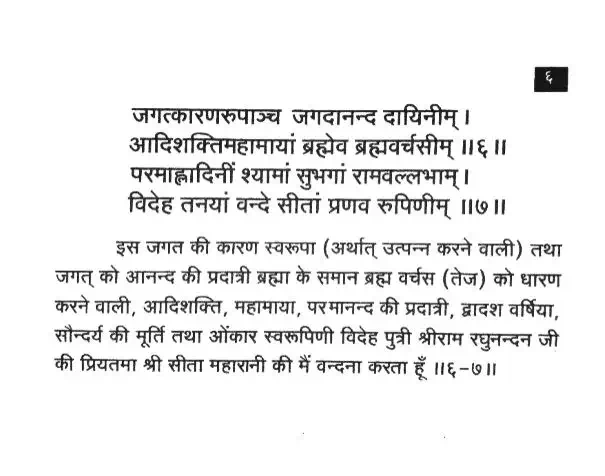 ६
जगत्कारणरुपाञ्च जगदानन्द दायिनीम् ।
आदिशक्तिमहामायां ब्रह्मेव ब्रह्मवर्चसीम् ॥६॥
परमाह्लादिनीं श्यामां सुभगां रामवल्लभाम् ।
विदेह तनयां वन्दे सीतां प्रणव रुपिणीम् ॥७॥
इस जगत की कारण स्वरूपा (अर्थात् उत्पन्न करने वाली) तथा
जगत् को आनन्द की प्रदात्री ब्रह्मा के समान ब्रह्म वर्चस (तेज) को धारण
करने वाली, आदिशक्ति, महामाया, परमानन्द की प्रदात्री, द्वादश वर्षिया,
सौन्दर्य की मूर्ति तथा ओंकार स्वरूपिणी विदेह पुत्री श्रीराम रघुनन्दन जी
की प्रियतमा श्री सीता महारानी की मैं वन्दना करता हूँ ॥६-७॥